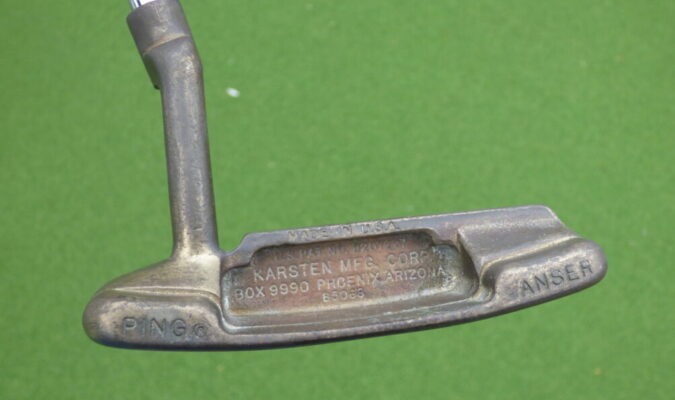 MADE IN U.S.A.
KARSTEN MFG. CORP.
BOX 9990 PHOENIX, ARIZONA
PING
ANSER